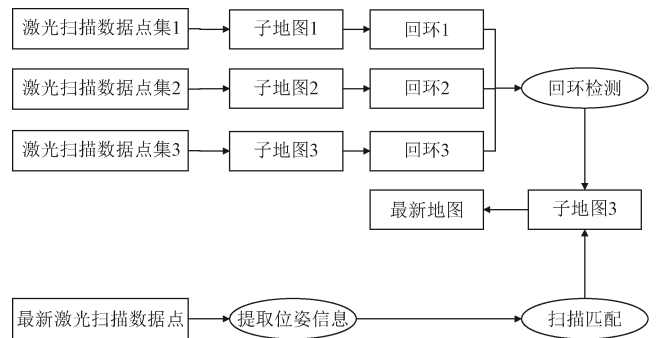 激光扫描数据点集1
子地图1
回环1
激光扫描数据点集2
子地图2
回环2
回环检测
激光扫描数据点集3
子地图3
回环3
最新地图
子地图3
最新激光扫描数据点
提取位姿信息
扫描匹配